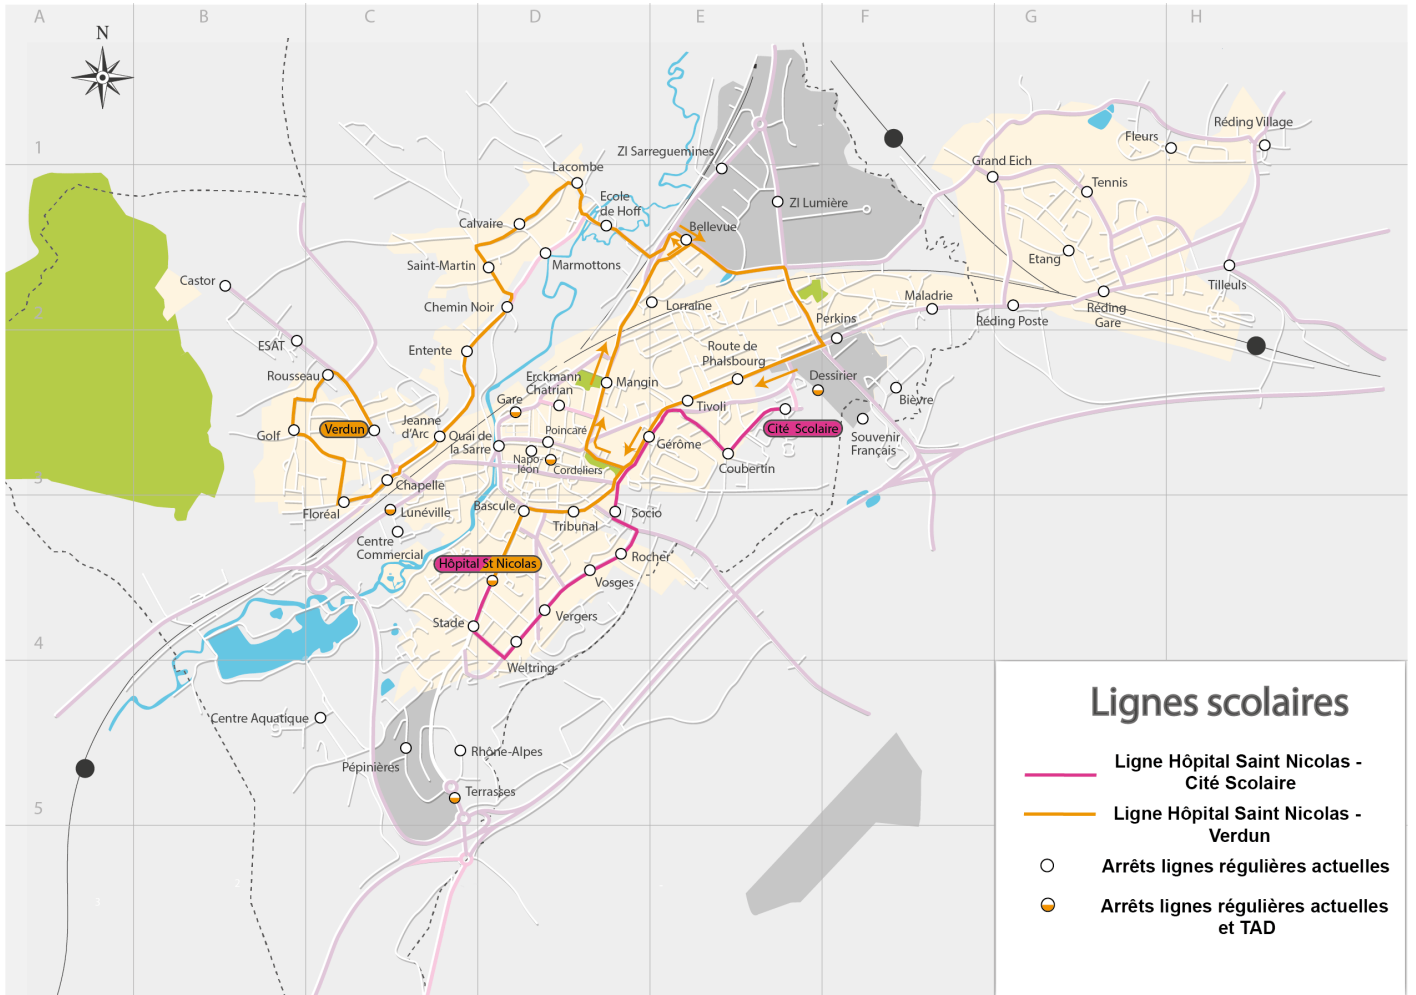 A
B
C
D
E
F
G
H
N
1
2
3
4
5
ZI Sarreguemines
Lacombe
Ecole
de Hoff
Calvaire
Bellevue
ZI Lumière
Saint-Martin
Marmottons
Castor
Chemin Noir
Lorraine
Fleurs
Réding Village
Grand Eich
Tennis
Etang
Tilleuls
Maladrie
Réding Poste
Réding
Gare
Perkins
ESAT
Entente
Route de
Phalsbourg
Rousseau
Erckmann
Chatrian
Mangin
Dessirier
Gare
Tivoli
Bièvre
Jeanne
d'Arc
Verdun
Golf
Quai de
la Sarre
Poincaré
Gérôme
Cité Scolaire
Souvenir
Français
Napo-
léon
Cordeliers
Coubertin
Chapelle
Floréal
Lunéville
Bascule
Tribunal
Socio
Centre
Commercial
Hôpital St Nicolas
Rocher
Vosges
Stade
Vergers
Weltring
Centre Aquatique
Pépinières
Rhône-Alpes
Terrasses
2
3
Lignes scolaires
Ligne Hôpital Saint Nicolas -
Cité Scolaire
Ligne Hôpital Saint Nicolas -
Verdun
Arrêts lignes régulières actuelles
Arrêts lignes régulières actuelles
et TAD